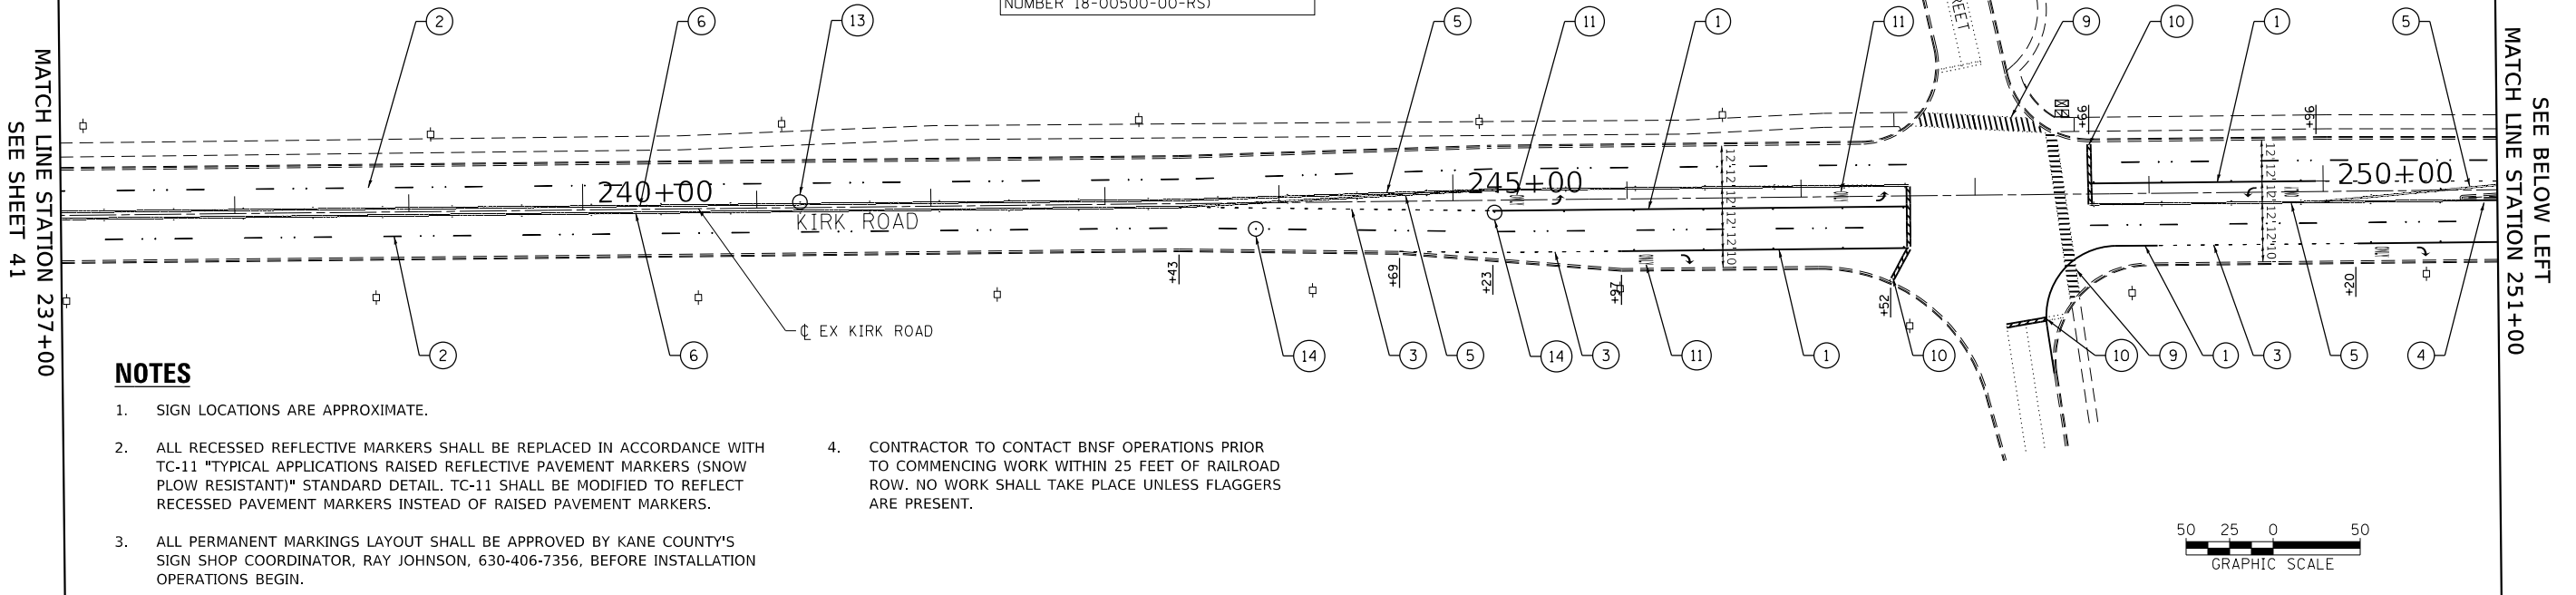 NUMBER 18-00500-00-RS)
2
6
13
5
11
1
11
9
10
1
5
MATCH LINE STATION 237+00
SEE SHEET 41
SEE BELOW LEFT
MATCH LINE STATION 251+00
+66
+96
240+00
245+00
250+00
KIRK ROAD
12' 12' 12' 12' 12' 10'
℄ EX KIRK ROAD
+43
+69
+23
+97
+52
+20
2
6
14
3
5
14
3
11
1
10
10
9
1
3
5
4
NOTES
1. SIGN LOCATIONS ARE APPROXIMATE.
2. ALL RECESSED REFLECTIVE MARKERS SHALL BE REPLACED IN ACCORDANCE WITH
TC-11 "TYPICAL APPLICATIONS RAISED REFLECTIVE PAVEMENT MARKERS (SNOW
PLOW RESISTANT)" STANDARD DETAIL. TC-11 SHALL BE MODIFIED TO REFLECT
RECESSED PAVEMENT MARKERS INSTEAD OF RAISED PAVEMENT MARKERS.
3. ALL PERMANENT MARKINGS LAYOUT SHALL BE APPROVED BY KANE COUNTY'S
SIGN SHOP COORDINATOR, RAY JOHNSON, 630-406-7356, BEFORE INSTALLATION
OPERATIONS BEGIN.
4. CONTRACTOR TO CONTACT BNSF OPERATIONS PRIOR
TO COMMENCING WORK WITHIN 25 FEET OF RAILROAD
ROW. NO WORK SHALL TAKE PLACE UNLESS FLAGGERS
ARE PRESENT.
50 25 0 50
GRAPHIC SCALE